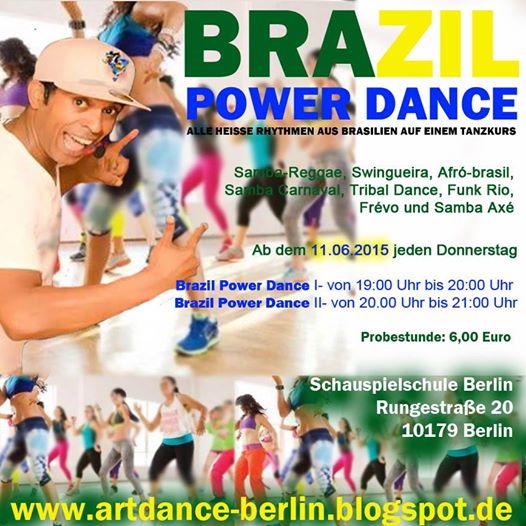 BRAZIL
POWER DANCE
ALLE HEISSE RHYTHMEN AUS BRASILIEN AUF EINEM TANZKURS
Samba-Reggae, Swingueira, Afró-brasil,
Samba Carnaval, Tribal Dance, Funk Rio,
Frévo und Samba Axé
Ab dem 11.06.2015 jeden Donnerstag
Brazil Power Dance I- von 19:00 Uhr bis 20:00 Uhr
Brazil Power Dance II- von 20.00 Uhr bis 21:00 Uhr
Probestunde: 6,00 Euro
Schauspielschule Berlin
Rungestraße 20
10179 Berlin
www.artdance-berlin.blogspot.de